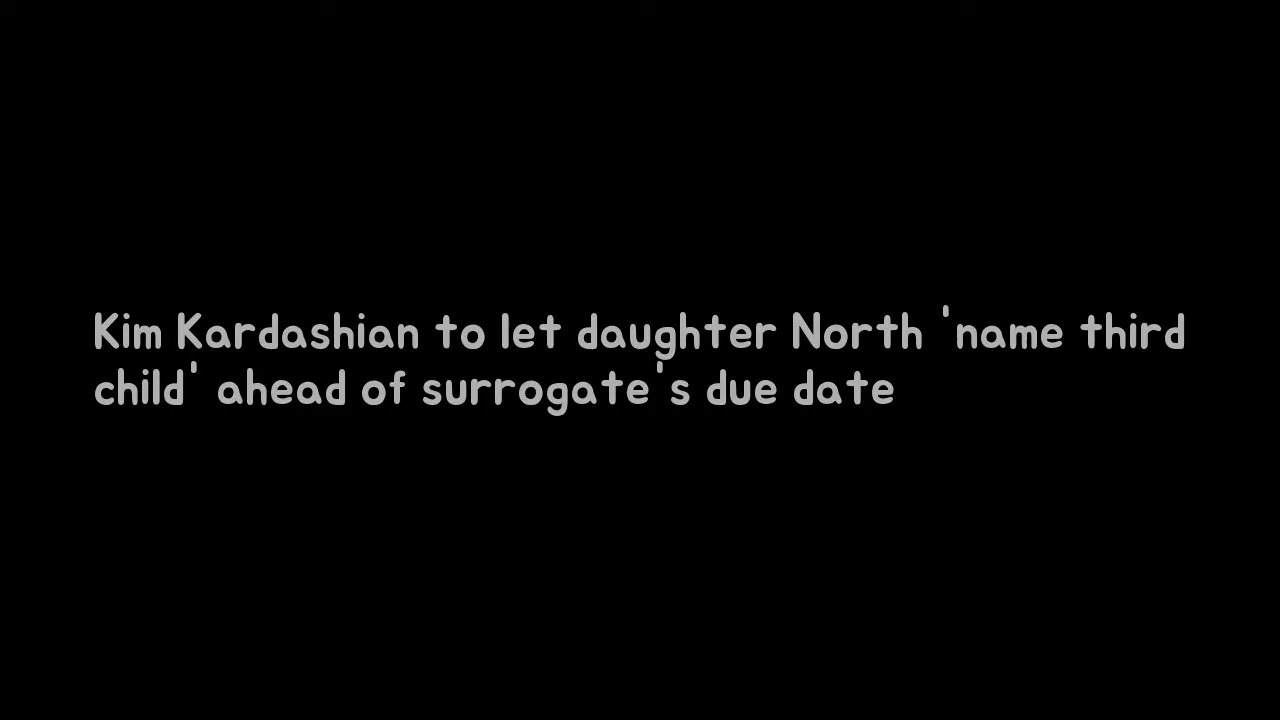 Kim Kardashian to let daughter North 'name third
child' ahead of surrogate's due date